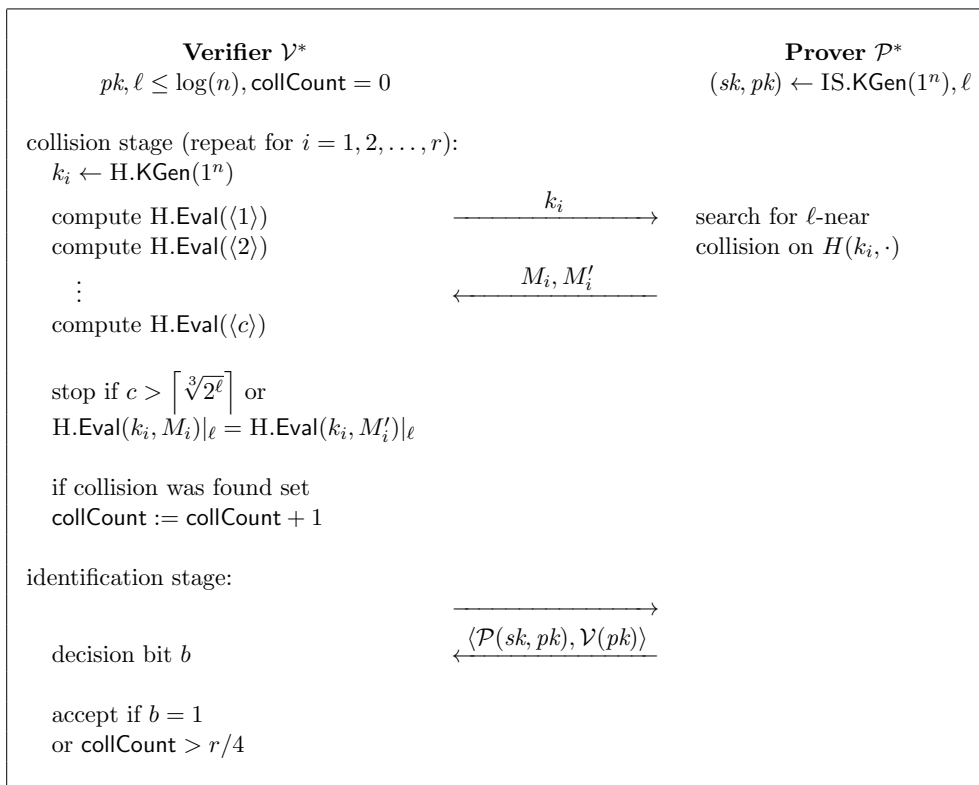 Verifier 𝒱* Prover 𝒫*
pk, ℓ ≤ log(n), collCount = 0 (sk, pk) ← IS.KGen(1ⁿ), ℓ
collision stage (repeat for i = 1, 2, . . . , r):
kᵢ ← H.KGen(1ⁿ)
compute H.Eval(⟨1⟩) kᵢ search for ℓ-near
compute H.Eval(⟨2⟩) collision on H(kᵢ, ·)
⋮ Mᵢ, M′ᵢ
compute H.Eval(⟨c⟩)
stop if c > ⌈∛2^ℓ⌉ or
H.Eval(kᵢ, Mᵢ)|_ℓ = H.Eval(kᵢ, M′ᵢ)|_ℓ
if collision was found set
collCount := collCount + 1
identification stage:
⟨𝒫(sk, pk), 𝒱(pk)⟩
decision bit b
accept if b = 1
or collCount > r/4